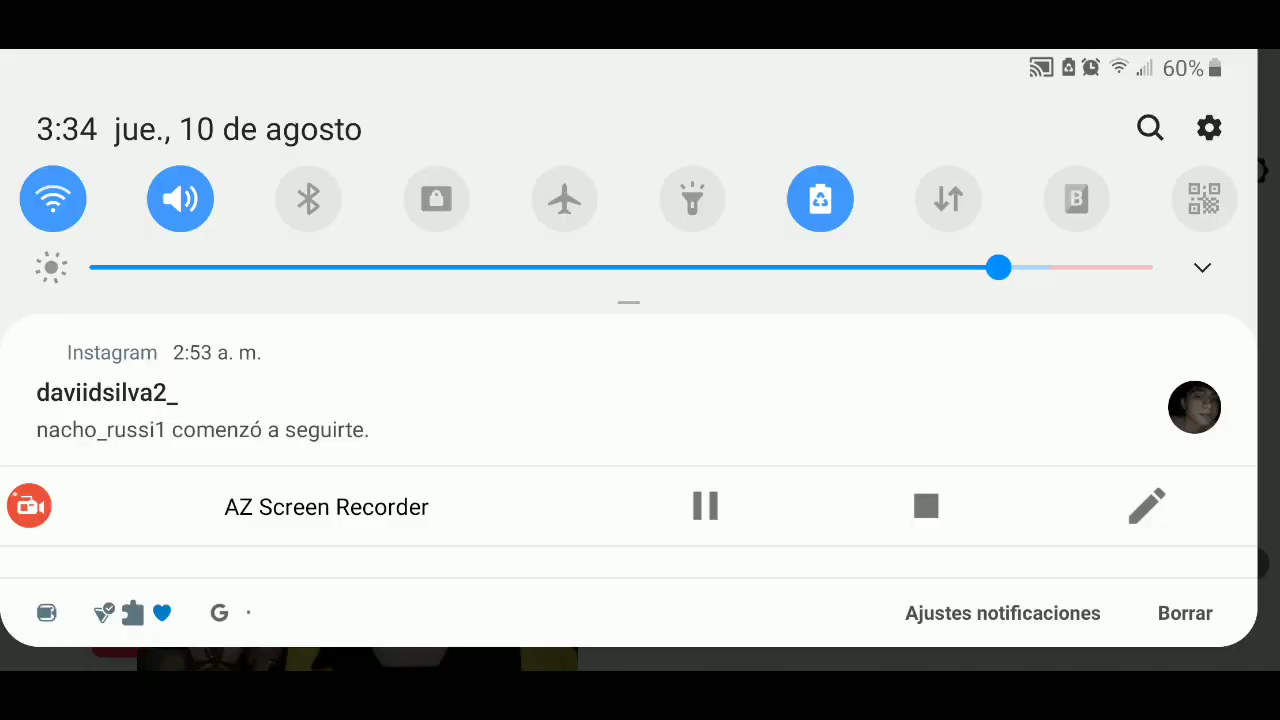 60%
3:34 jue., 10 de agosto
B
Instagram 2:53 a. m.
daviidsilva2_
nacho_russi1 comenzó a seguirte.
AZ Screen Recorder
G
Ajustes notificaciones Borrar